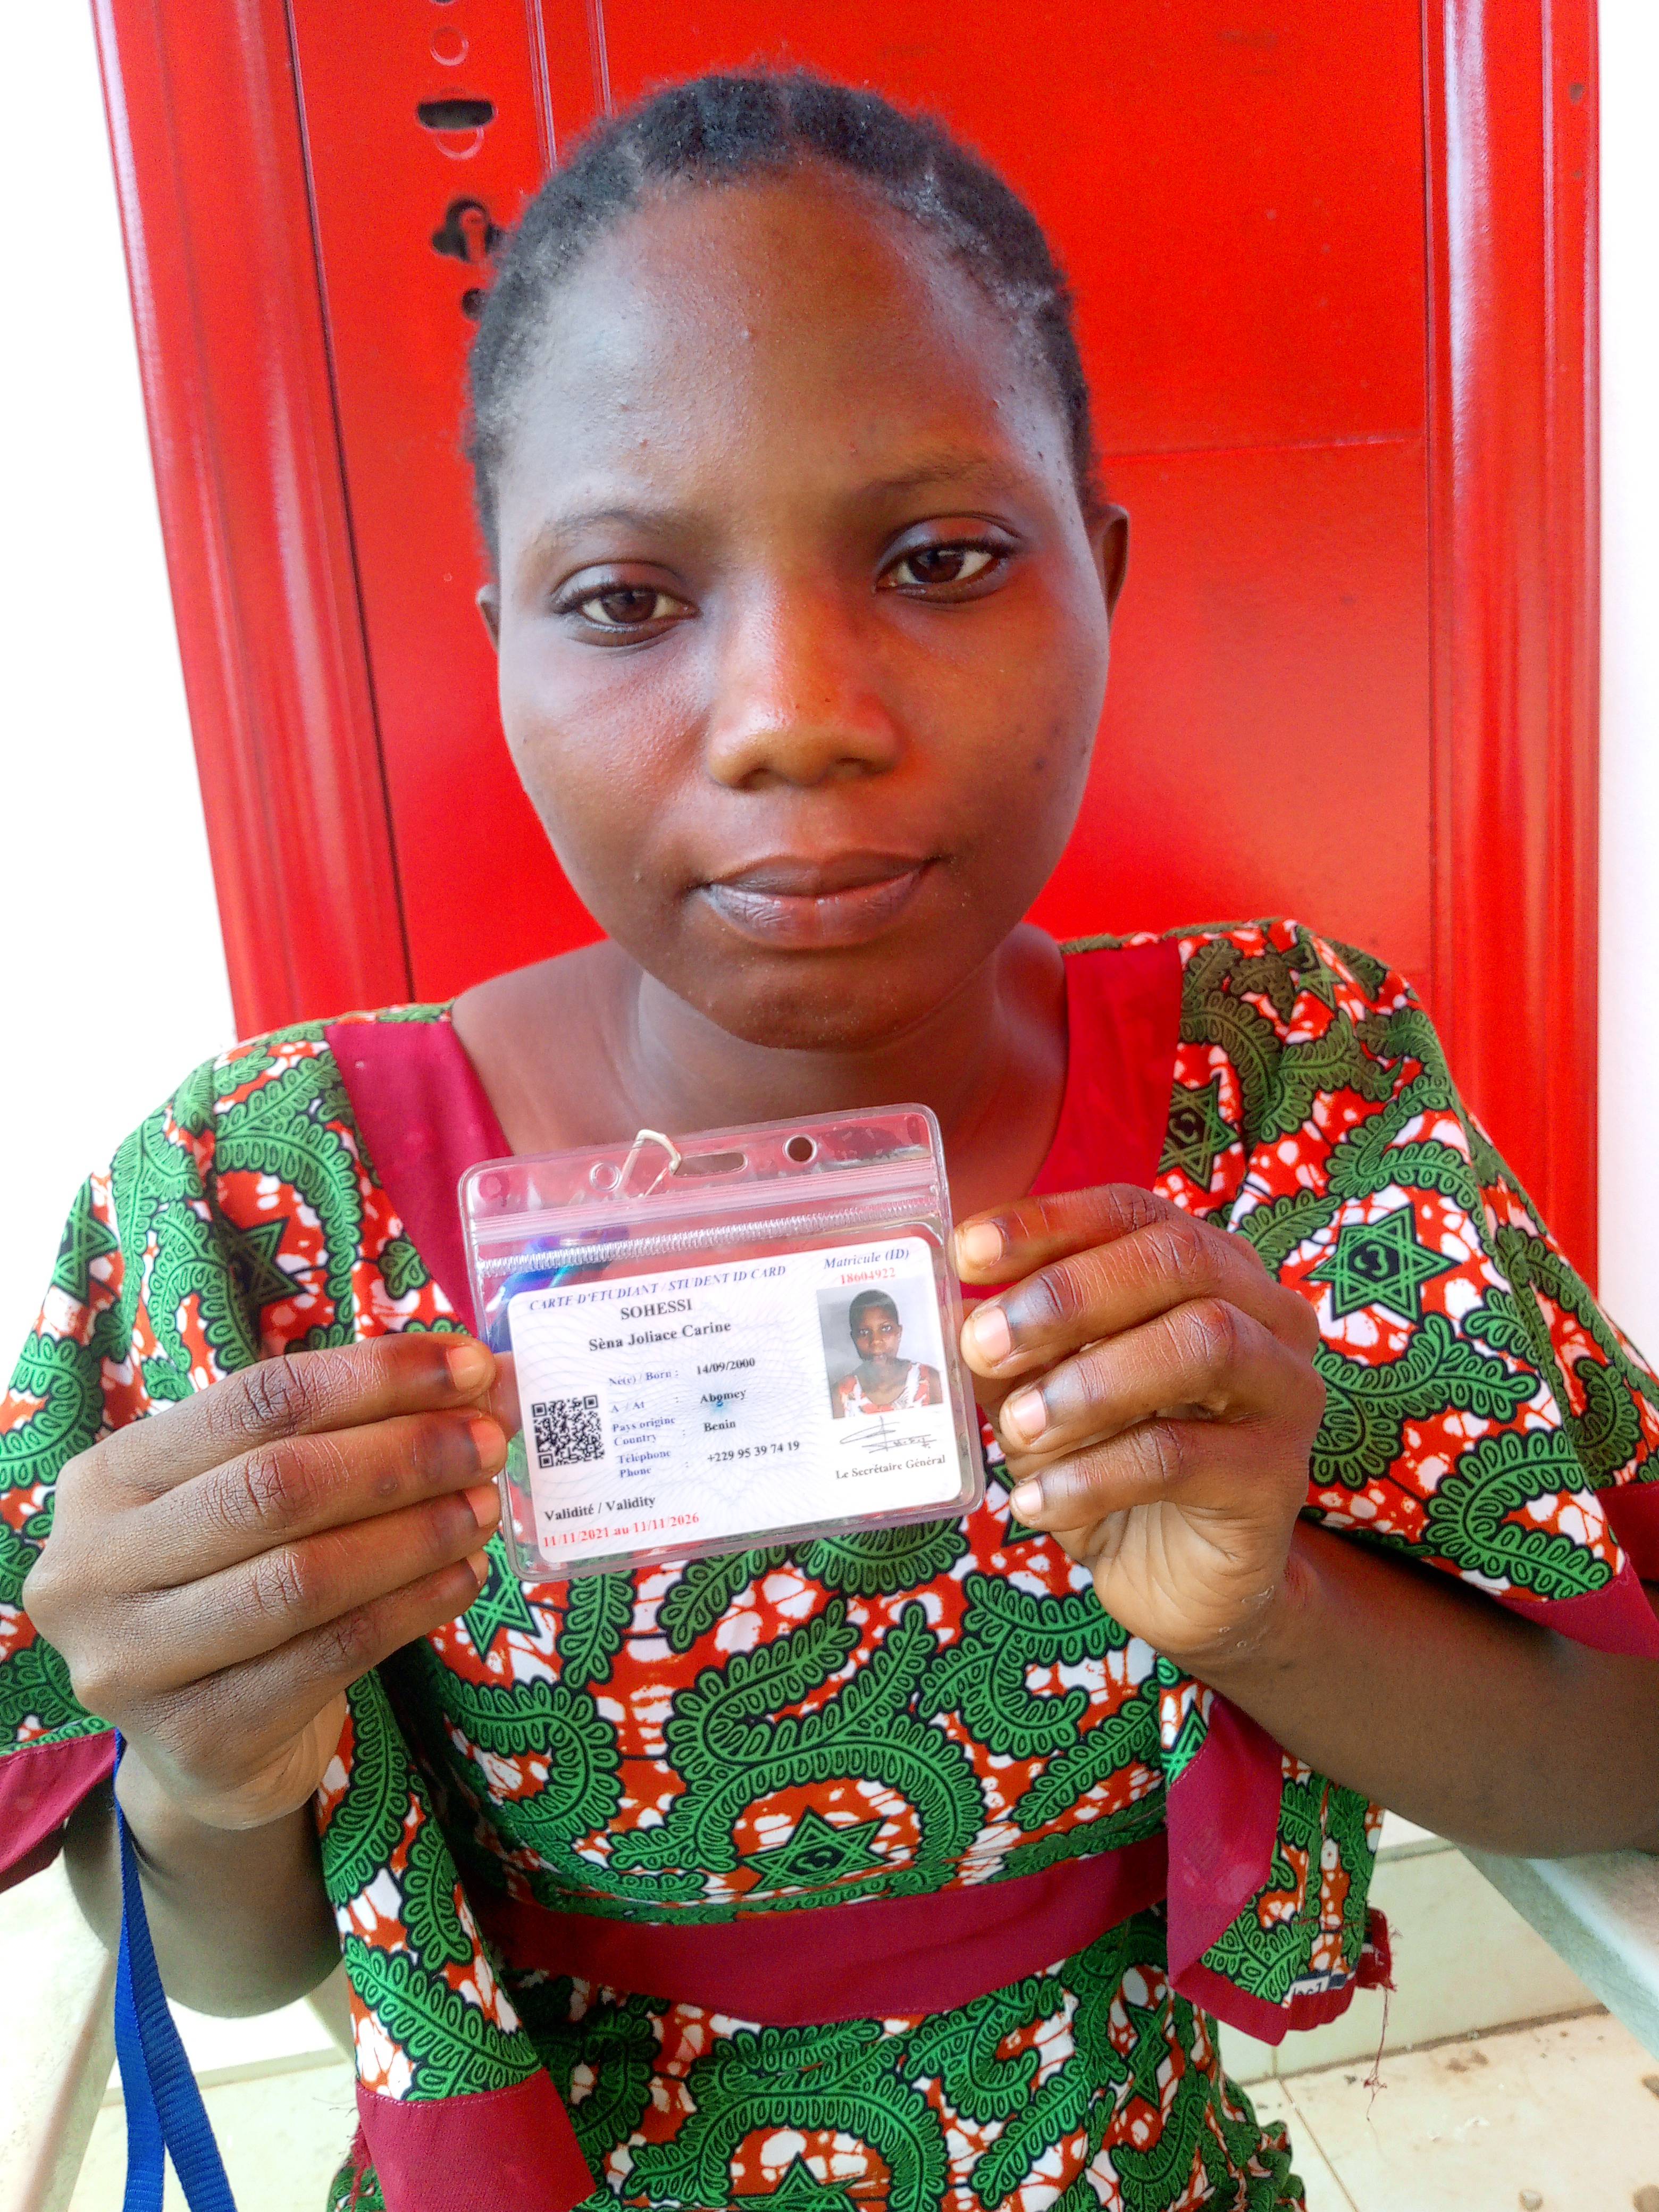 CARTE D'ETUDIANT / STUDENT ID CARD
Matricule (ID)
18604922
SOHESSI
Sèna Joliace Carine
Né(e) / Born : 14/09/2000
A / At : Abomey
Pays origine
Country : Benin
Téléphone
Phone : +229 95 39 74 19
Le Secrétaire Général
Validité / Validity
11/11/2021 au 11/11/2026